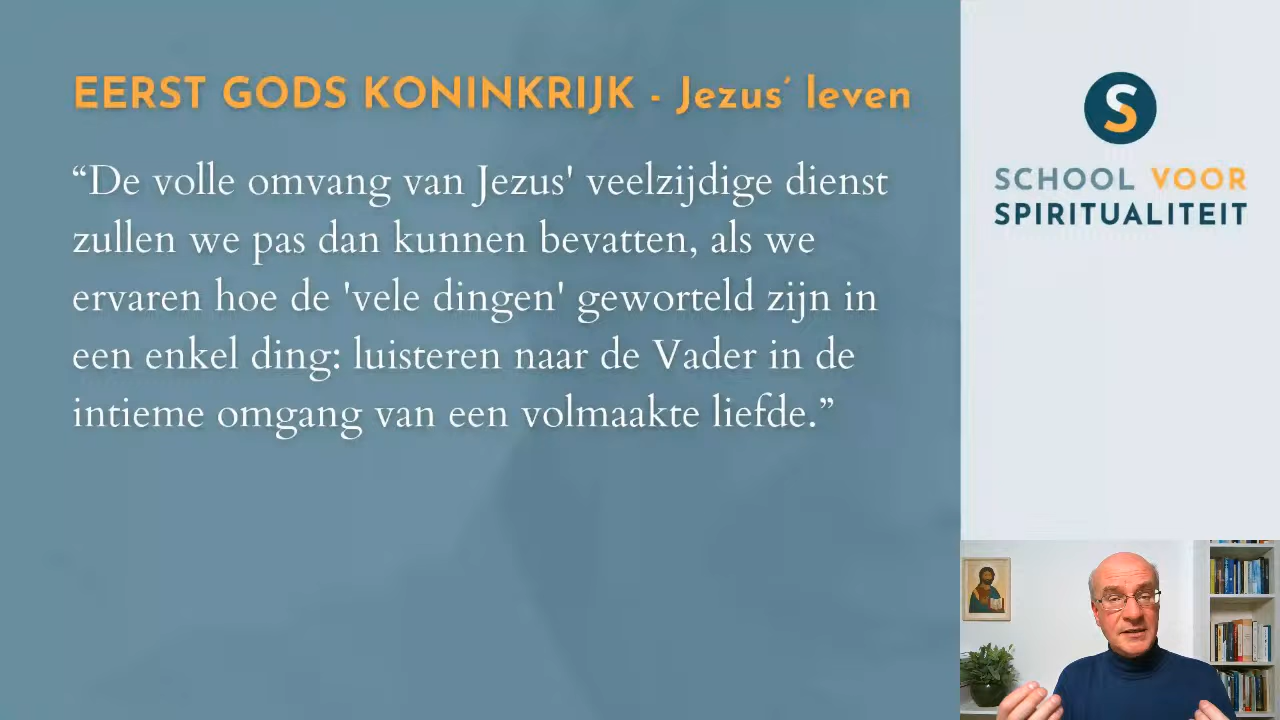 EERST GODS KONINKRIJK - Jezus’ leven
“De volle omvang van Jezus' veelzijdige dienst
zullen we pas dan kunnen bevatten, als we
ervaren hoe de 'vele dingen' geworteld zijn in
een enkel ding: luisteren naar de Vader in de
intieme omgang van een volmaakte liefde.”
S
SCHOOL VOOR
SPIRITUALITEIT